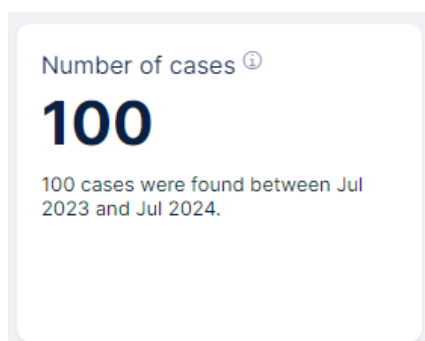 Number of cases
100
100 cases were found between Jul
2023 and Jul 2024.